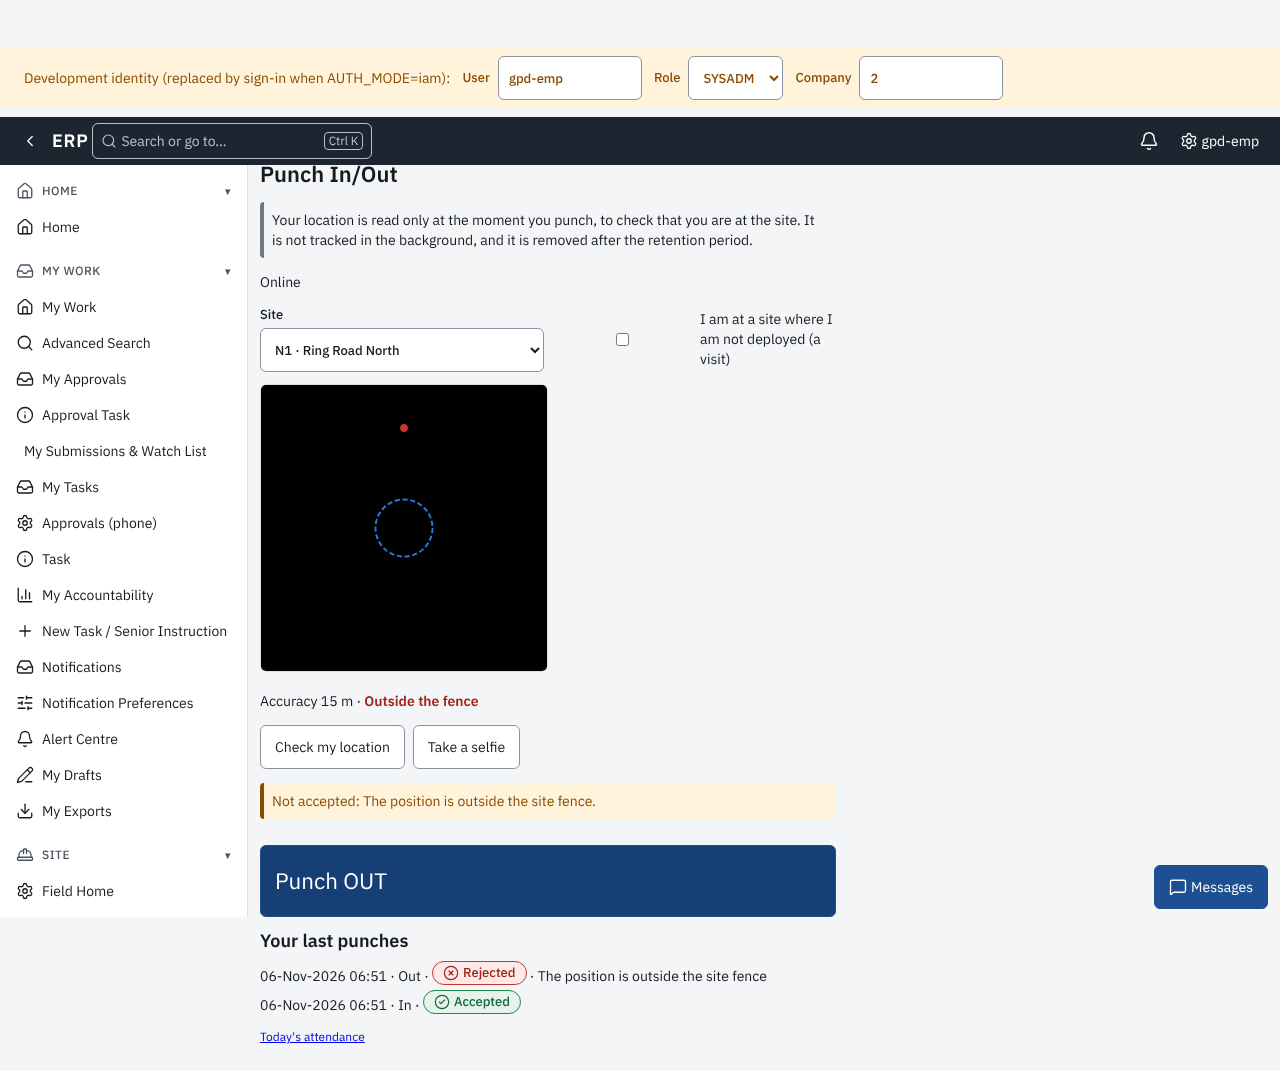 Development identity (replaced by sign-in when AUTH_MODE=iam): User gpd-emp Role SYSADM Company 2
ERP Search or go to... Ctrl K gpd-emp
HOME
Home
MY WORK
My Work
Advanced Search
My Approvals
Approval Task
My Submissions & Watch List
My Tasks
Approvals (phone)
Task
My Accountability
New Task / Senior Instruction
Notifications
Notification Preferences
Alert Centre
My Drafts
My Exports
SITE
Field Home
Punch In/Out
Your location is read only at the moment you punch, to check that you are at the site. It
is not tracked in the background, and it is removed after the retention period.
Online
Site
N1 · Ring Road North
I am at a site where I
am not deployed (a
visit)
Accuracy 15 m · Outside the fence
Check my location Take a selfie
Not accepted: The position is outside the site fence.
Punch OUT
Your last punches
06-Nov-2026 06:51 · Out · Rejected · The position is outside the site fence
06-Nov-2026 06:51 · In · Accepted
Today's attendance
Messages